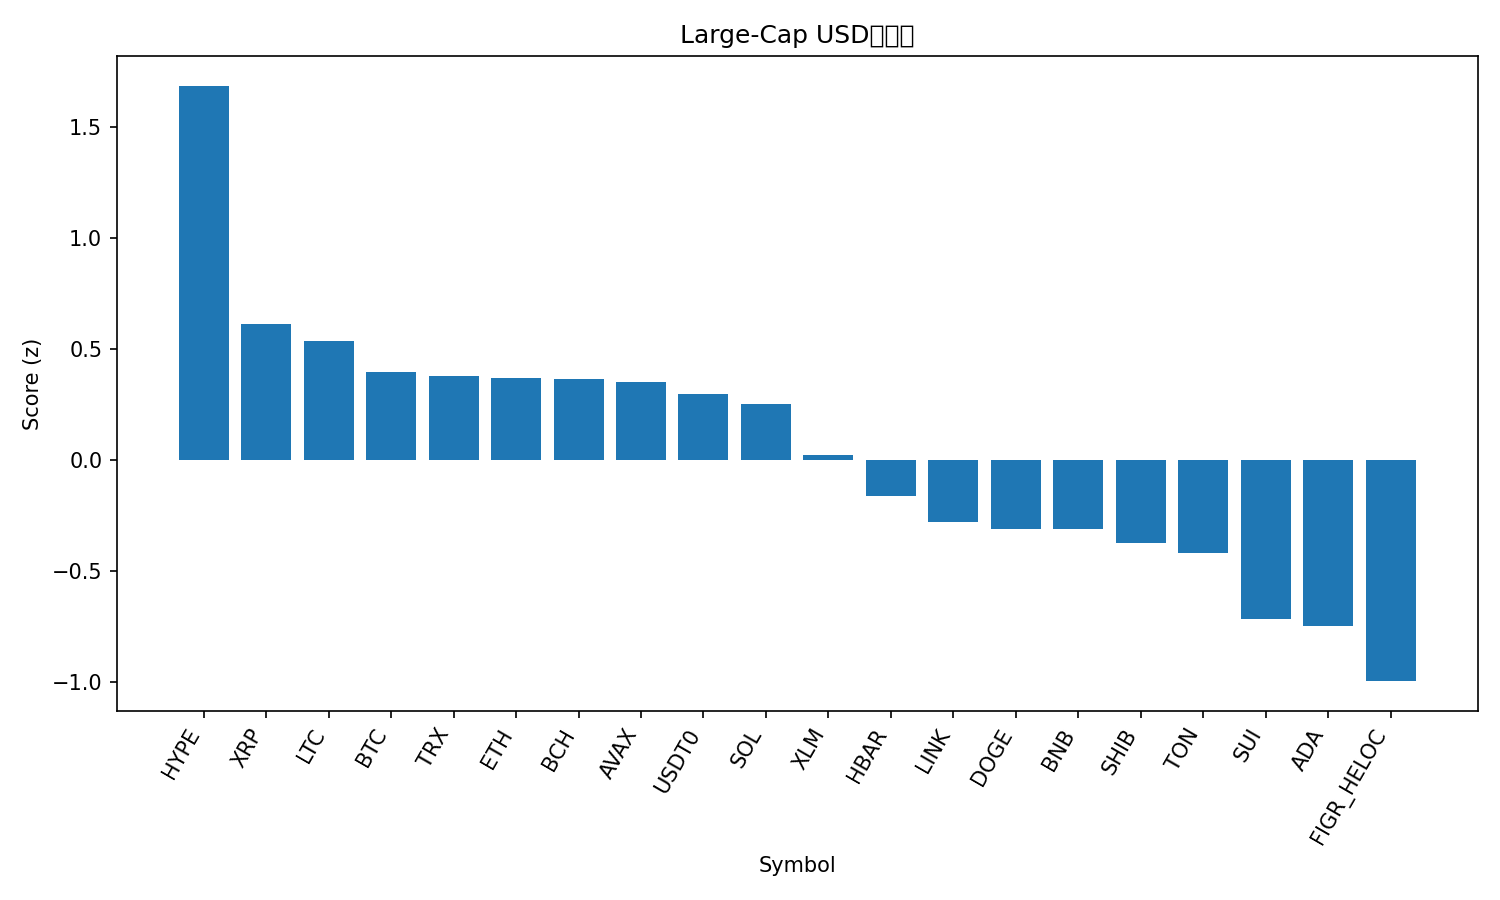 Large-Cap USD
Score (z)
1.5
1.0
0.5
0.0
−0.5
−1.0
HYPE
XRP
LTC
BTC
TRX
ETH
BCH
AVAX
USDT0
SOL
XLM
HBAR
LINK
DOGE
BNB
SHIB
TON
SUI
ADA
FIGR_HELOC
Symbol